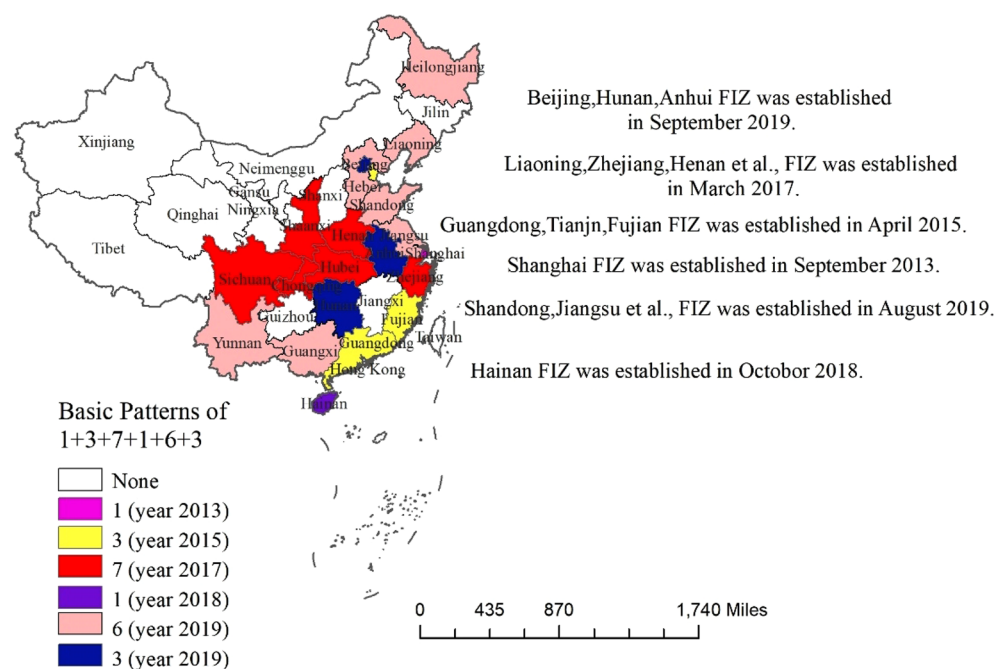 Heilongjiang
Jilin
Xinjiang
Liaoning
Beijing
Neimenggu
Hebei
Gansu
Shanxi
Shandong
Qinghai
Ningxia
Shaanxi
Henan
Jiangsu
Tibet
Anhui
Shanghai
Hubei
Sichuan
Chongqing
Zhejiang
Hunan
Jiangxi
Guizhou
Fujian
Yunnan
Guangxi
Guangdong
Taiwan
Hong Kong
Hainan
Beijing,Hunan,Anhui FIZ was established
in September 2019.
Liaoning,Zhejiang,Henan et al., FIZ was established
in March 2017.
Guangdong,Tianjn,Fujian FIZ was established in April 2015.
Shanghai FIZ was established in September 2013.
Shandong,Jiangsu et al., FIZ was established in August 2019.
Hainan FIZ was established in Octobor 2018.
Basic Patterns of
1+3+7+1+6+3
None
1 (year 2013)
3 (year 2015)
7 (year 2017)
1 (year 2018)
6 (year 2019)
3 (year 2019)
0 435 870 1,740 Miles